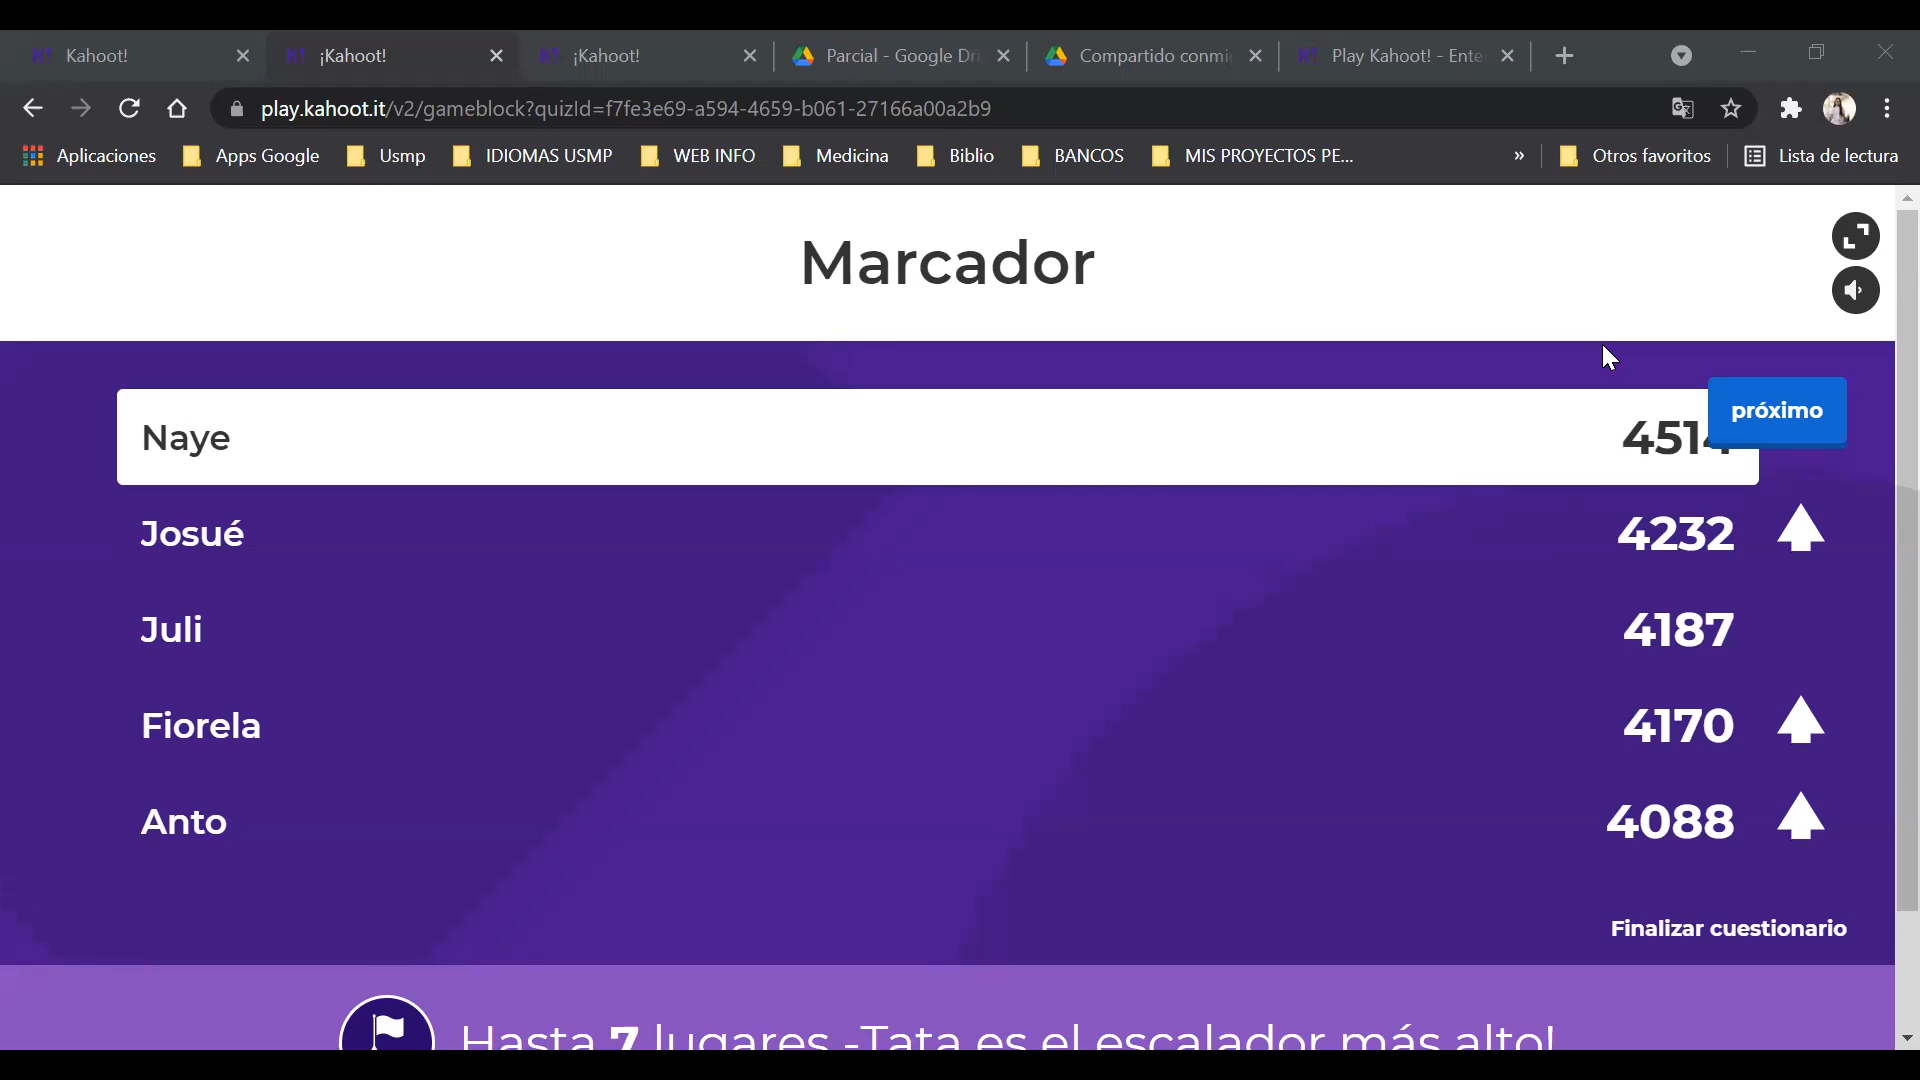 Kahoot!
¡Kahoot!
¡Kahoot!
Parcial - Google Dri
Compartido conmi
Play Kahoot! - Ente
play.kahoot.it/v2/gameblock?quizId=f7fe3e69-a594-4659-b061-27166a00a2b9
Aplicaciones
Apps Google
Usmp
IDIOMAS USMP
WEB INFO
Medicina
Biblio
BANCOS
MIS PROYECTOS PE...
»
Otros favoritos
Lista de lectura
Marcador
próximo
Naye 4514
Josué 4232
Juli 4187
Fiorela 4170
Anto 4088
Finalizar cuestionario
Hasta 7 lugares -Tata es el escalador más alto!